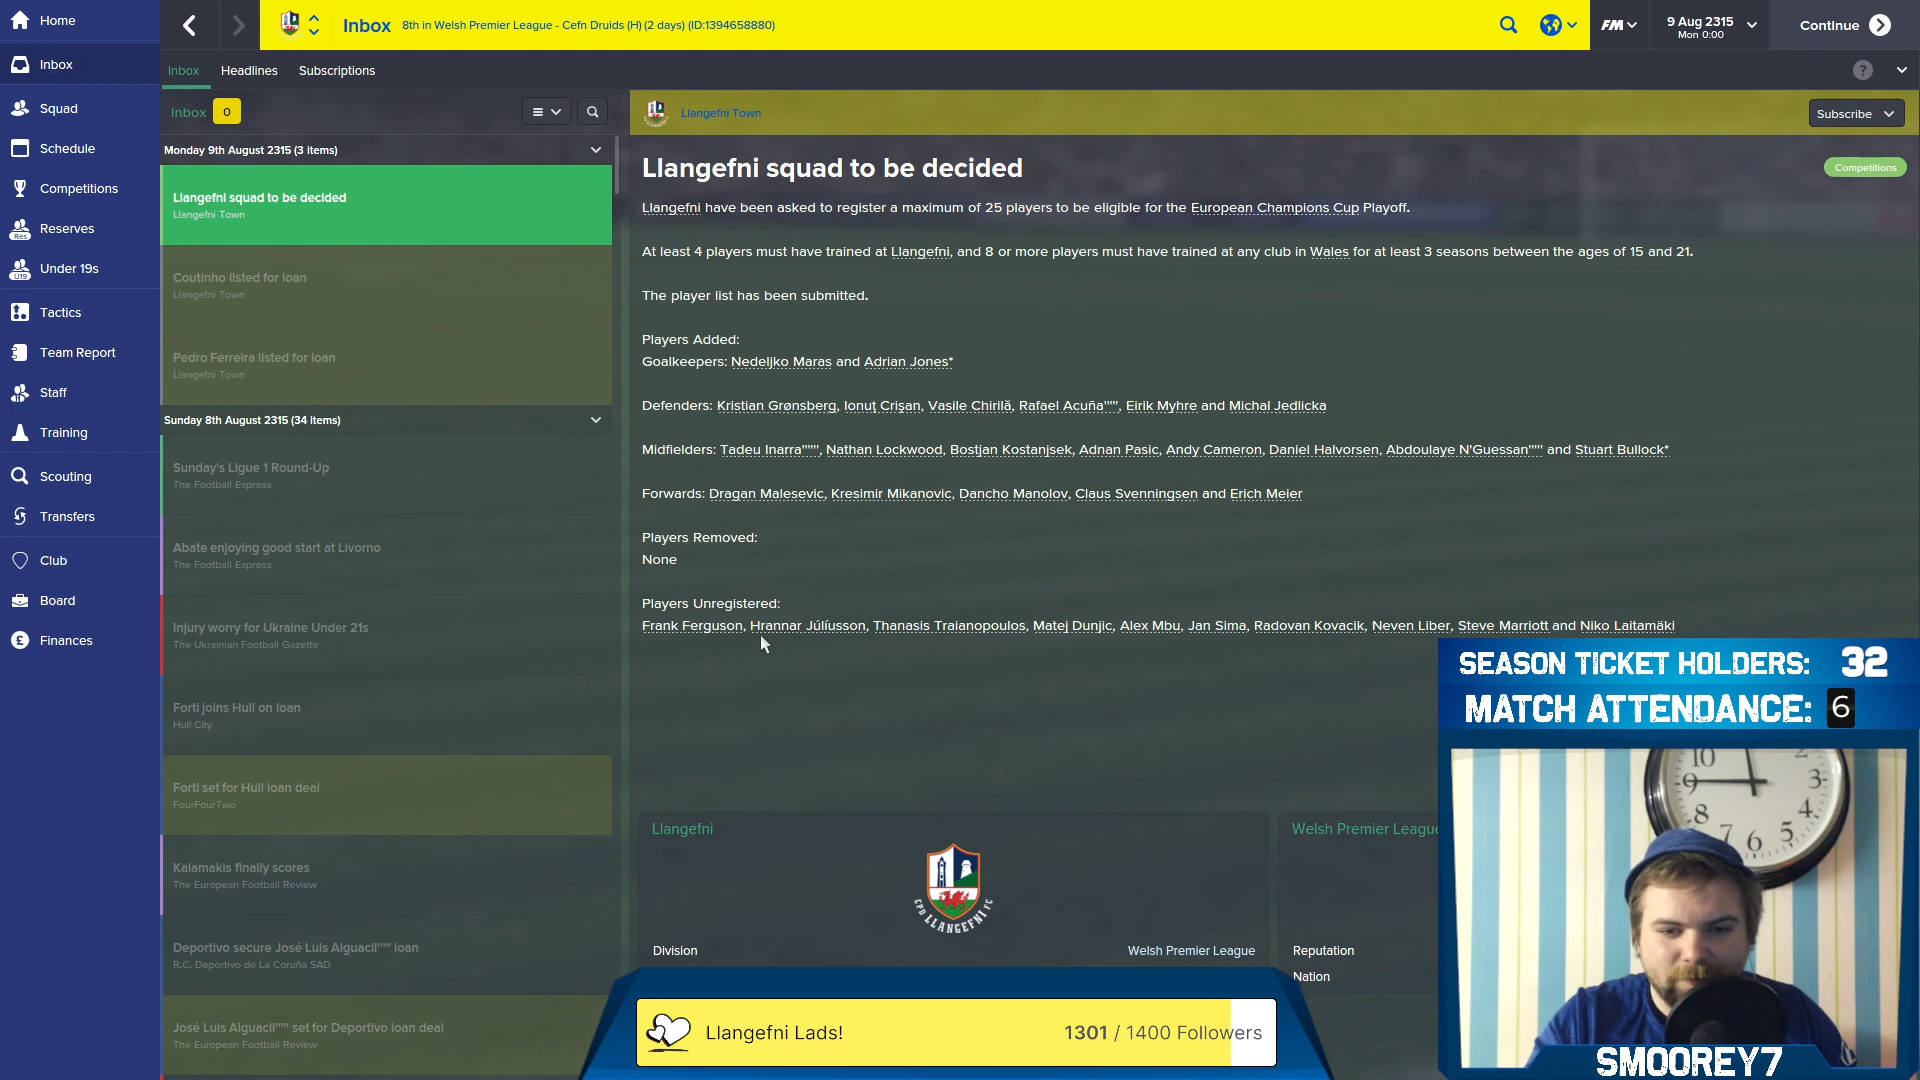 Home
Inbox
Squad
Schedule
Competitions
Reserves
Under 19s
Tactics
Team Report
Staff
Training
Scouting
Transfers
Club
Board
Finances
Inbox
8th in Welsh Premier League - Cefn Druids (H) (2 days) (ID:1394658880)
FM
9 Aug 2315
Mon 0:00
Continue
Inbox
Headlines
Subscriptions
?
Inbox
0
Monday 9th August 2315 (3 items)
Llangefni squad to be decided
Llangefni Town
Coutinho listed for loan
Llangefni Town
Pedro Ferreira listed for loan
Llangefni Town
Sunday 8th August 2315 (34 items)
Sunday's Ligue 1 Round-Up
The Football Express
Abate enjoying good start at Livorno
The Football Express
Injury worry for Ukraine Under 21s
The Ukrainian Football Gazette
Forti joins Hull on loan
Hull City
Forti set for Hull loan deal
FourFourTwo
Kalamakis finally scores
The European Football Review
Deportivo secure José Luis Alguacil"" loan
R.C. Deportivo de La Coruña SAD
José Luis Alguacil"" set for Deportivo loan deal
The European Football Review
Llangefni Town
Subscribe
Llangefni squad to be decided
Competitions
Llangefni have been asked to register a maximum of 25 players to be eligible for the European Champions Cup Playoff.
At least 4 players must have trained at Llangefni, and 8 or more players must have trained at any club in Wales for at least 3 seasons between the ages of 15 and 21.
The player list has been submitted.
Players Added:
Goalkeepers: Nedeljko Maras and Adrian Jones*
Defenders: Kristian Grønsberg, Ionuţ Crişan, Vasile Chirilă, Rafael Acuña"", Eirik Myhre and Michal Jedlicka
Midfielders: Tadeu Inarra"", Nathan Lockwood, Bostjan Kostanjsek, Adnan Pasic, Andy Cameron, Daniel Halvorsen, Abdoulaye N'Guessan"" and Stuart Bullock*
Forwards: Dragan Malesevic, Kresimir Mikanovic, Dancho Manolov, Claus Svenningsen and Erich Meier
Players Removed:
None
Players Unregistered:
Frank Ferguson, Hrannar Júlíusson, Thanasis Traianopoulos, Matej Dunjic, Alex Mbu, Jan Sima, Radovan Kovacik, Neven Liber, Steve Marriott and Niko Laitamäki
Llangefni
CPD LLANGEFNI FC
Division
Welsh Premier League
Welsh Premier League
Reputation
Nation
SEASON TICKET HOLDERS: 32
MATCH ATTENDANCE: 6
10
9
8
7
6
5
4
3
Llangefni Lads!
1301 / 1400 Followers
SMOOREY7